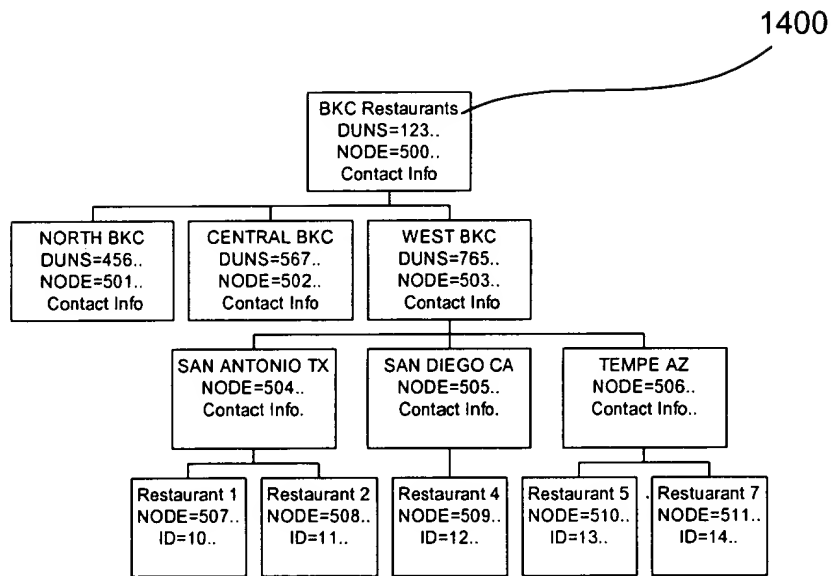 1400
BKC Restaurants
DUNS=123..
NODE=500..
Contact Info
NORTH BKC
DUNS=456..
NODE=501..
Contact Info
CENTRAL BKC
DUNS=567..
NODE=502..
Contact Info
WEST BKC
DUNS=765..
NODE=503..
Contact Info
SAN ANTONIO TX
NODE=504..
Contact Info.
SAN DIEGO CA
NODE=505..
Contact Info.
TEMPE AZ
NODE=506..
Contact Info..
Restaurant 1
NODE=507..
ID=10..
Restaurant 2
NODE=508..
ID=11..
Restaurant 4
NODE=509..
ID=12..
Restaurant 5
NODE=510..
ID=13..
Restuarant 7
NODE=511..
ID=14..